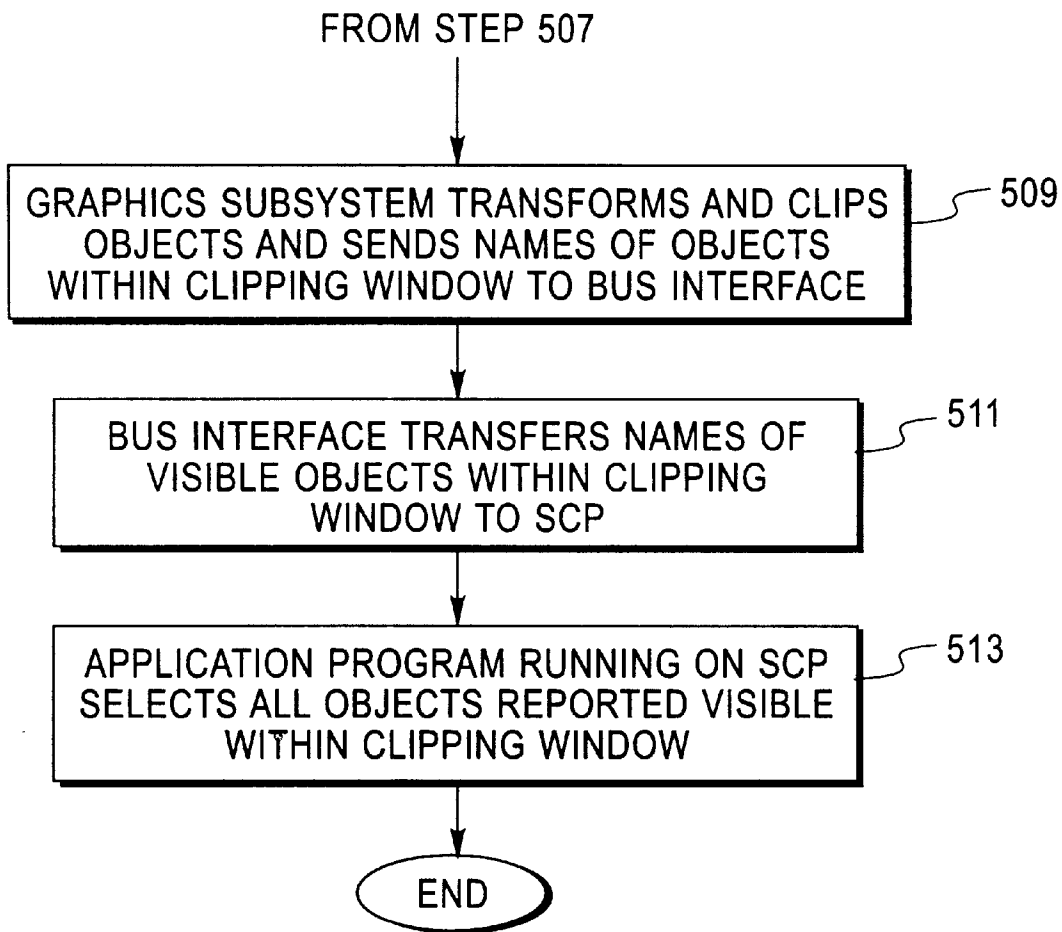 FROM STEP 507
GRAPHICS SUBSYSTEM TRANSFORMS AND CLIPS
OBJECTS AND SENDS NAMES OF OBJECTS
WITHIN CLIPPING WINDOW TO BUS INTERFACE
509
BUS INTERFACE TRANSFERS NAMES OF
VISIBLE OBJECTS WITHIN CLIPPING
WINDOW TO SCP
511
APPLICATION PROGRAM RUNNING ON SCP
SELECTS ALL OBJECTS REPORTED VISIBLE
WITHIN CLIPPING WINDOW
513
END